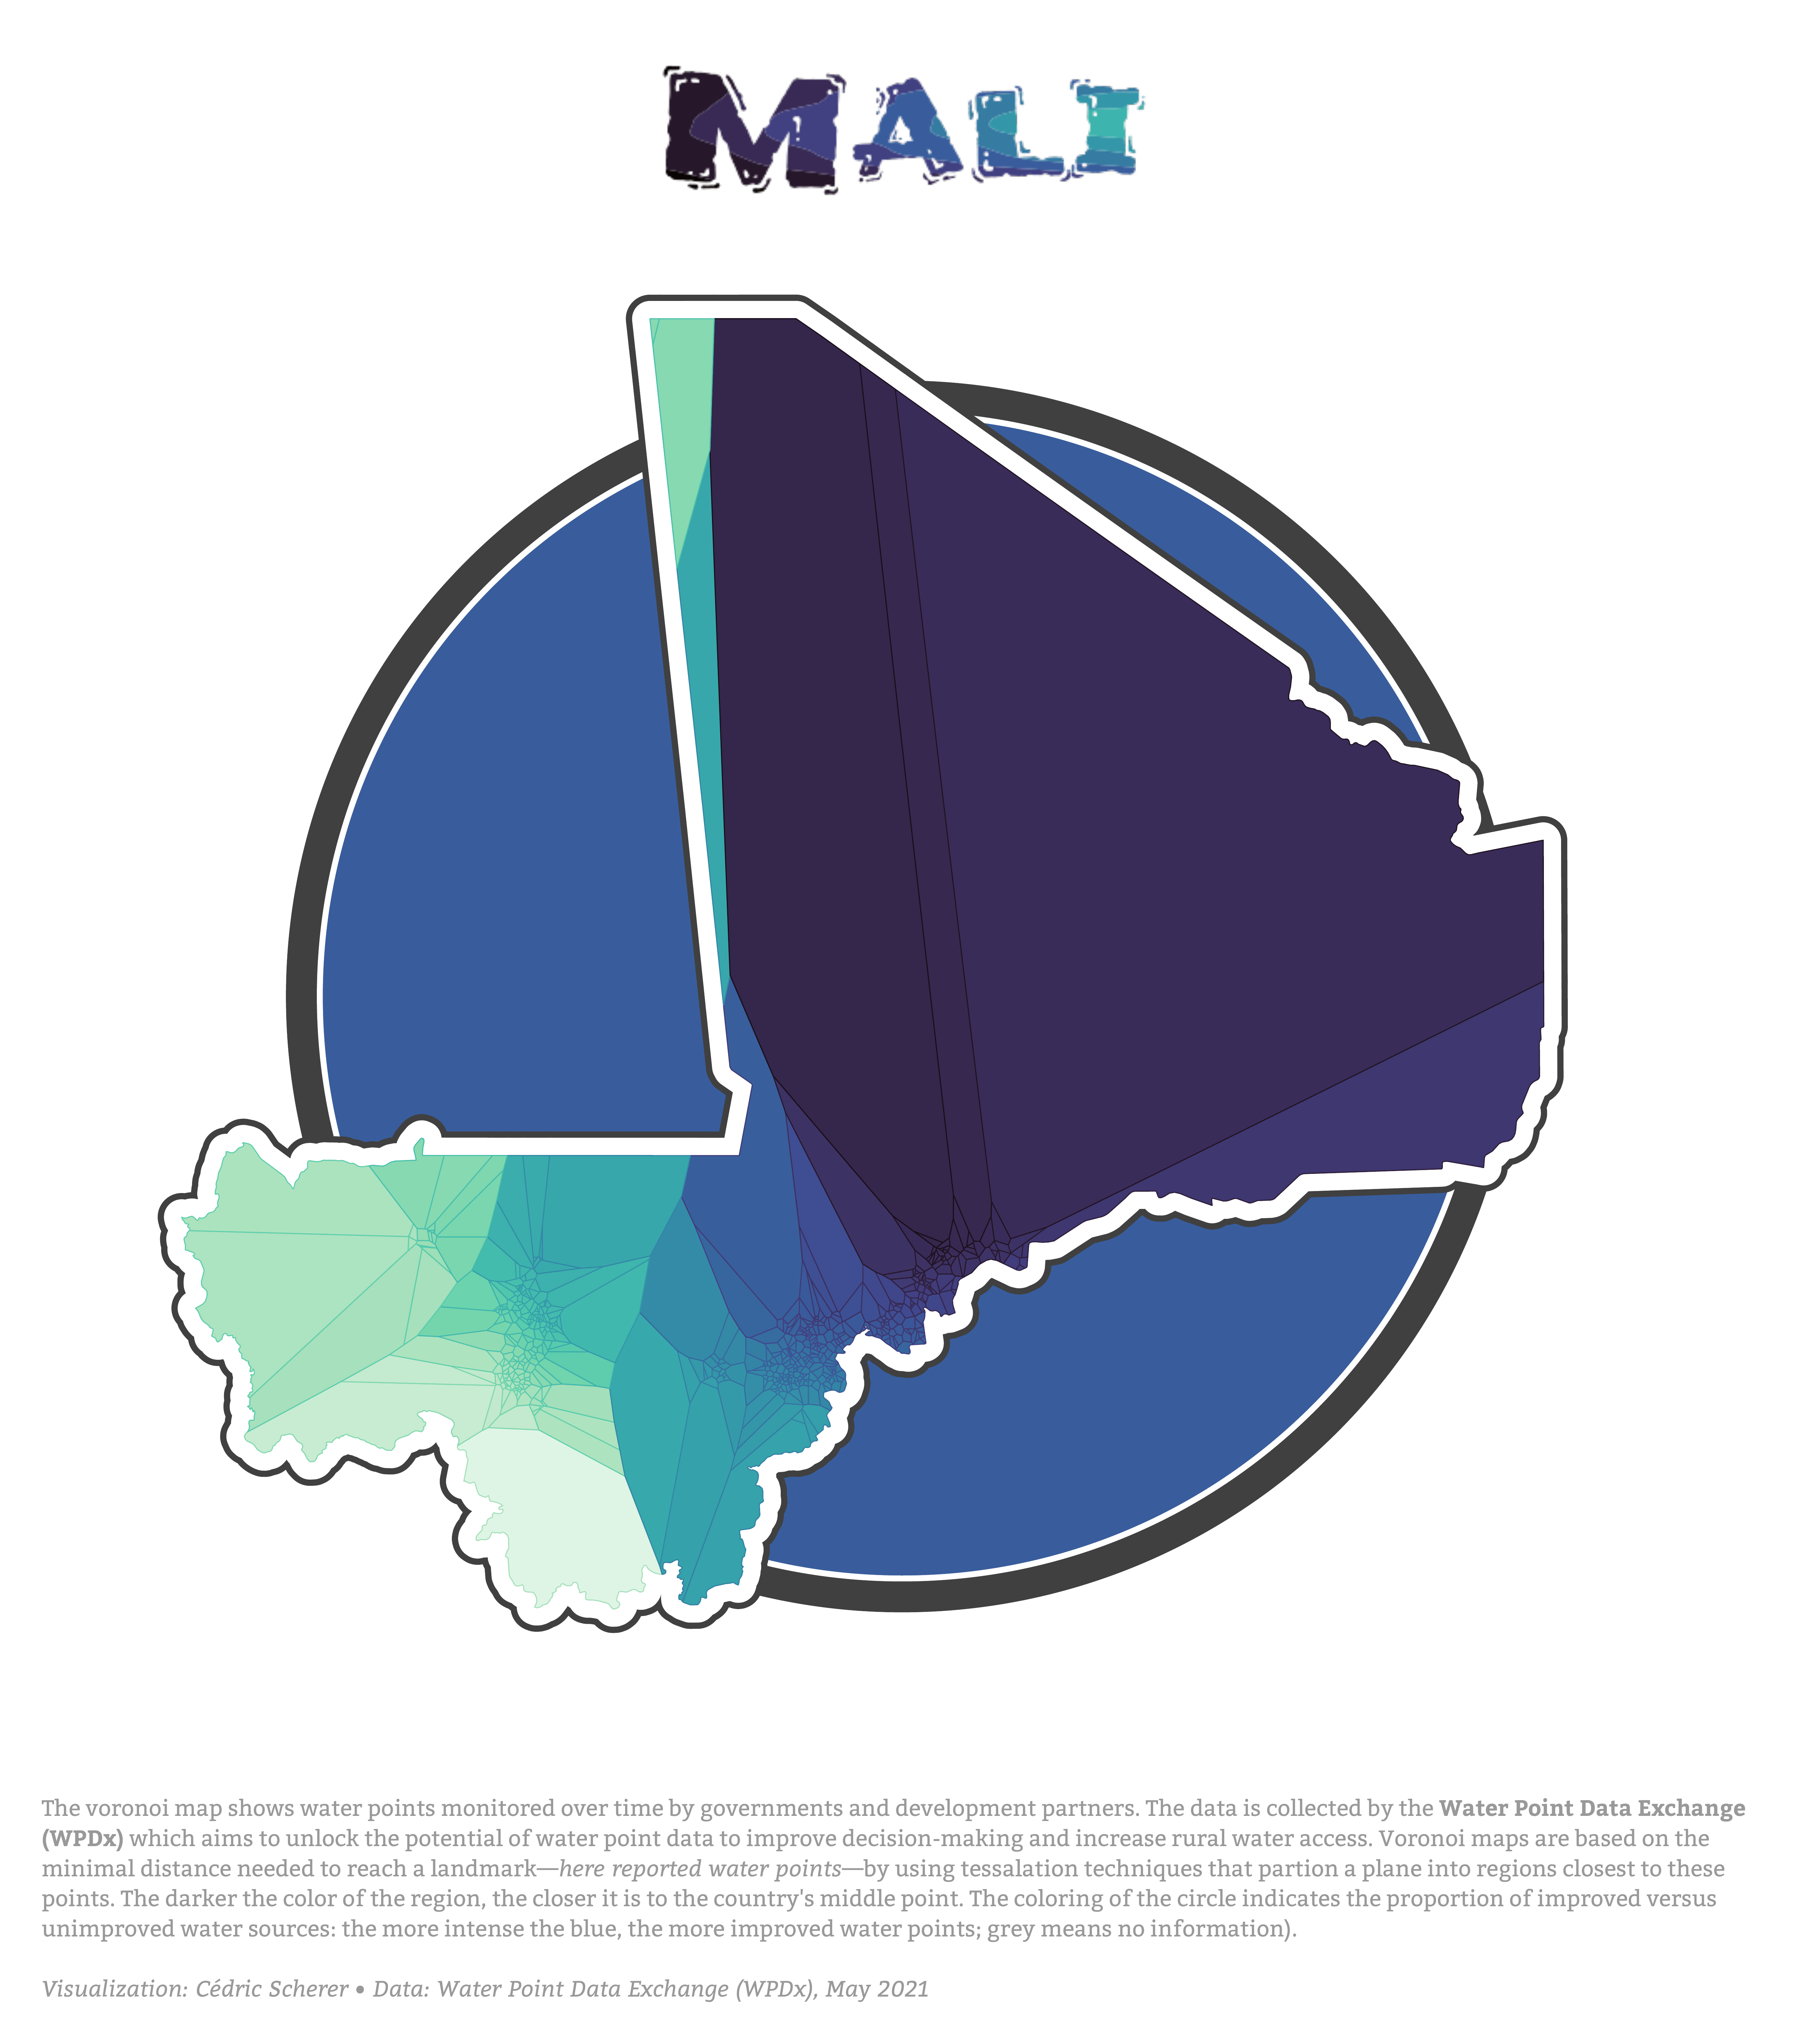 MALI
The voronoi map shows water points monitored over time by governments and development partners. The data is collected by the Water Point Data Exchange
(WPDx) which aims to unlock the potential of water point data to improve decision-making and increase rural water access. Voronoi maps are based on the
minimal distance needed to reach a landmark—here reported water points—by using tessalation techniques that partion a plane into regions closest to these
points. The darker the color of the region, the closer it is to the country's middle point. The coloring of the circle indicates the proportion of improved versus
unimproved water sources: the more intense the blue, the more improved water points; grey means no information).
Visualization: Cédric Scherer • Data: Water Point Data Exchange (WPDx), May 2021